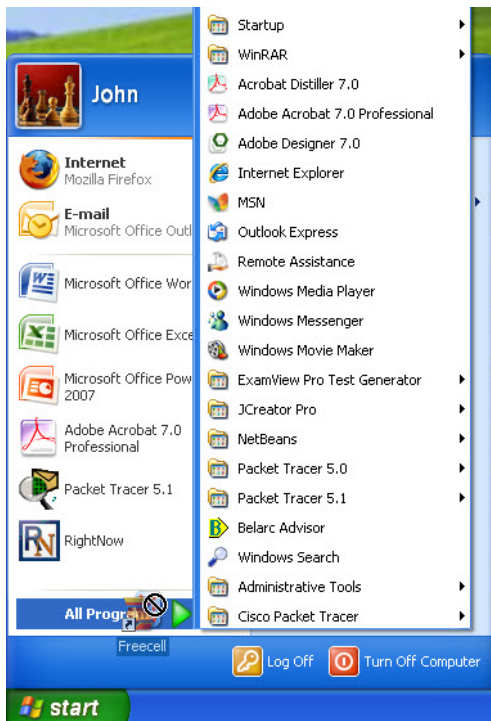 John
Internet
Mozilla Firefox
E-mail
Microsoft Office Outl
Microsoft Office Wor
Microsoft Office Exce
Microsoft Office Pow
2007
Adobe Acrobat 7.0
Professional
Packet Tracer 5.1
RightNow
All Progr
Freecell
Startup
WinRAR
Acrobat Distiller 7.0
Adobe Acrobat 7.0 Professional
Adobe Designer 7.0
Internet Explorer
MSN
Outlook Express
Remote Assistance
Windows Media Player
Windows Messenger
Windows Movie Maker
ExamView Pro Test Generator
JCreator Pro
NetBeans
Packet Tracer 5.0
Packet Tracer 5.1
Belarc Advisor
Windows Search
Administrative Tools
Cisco Packet Tracer
Log Off
Turn Off Computer
start